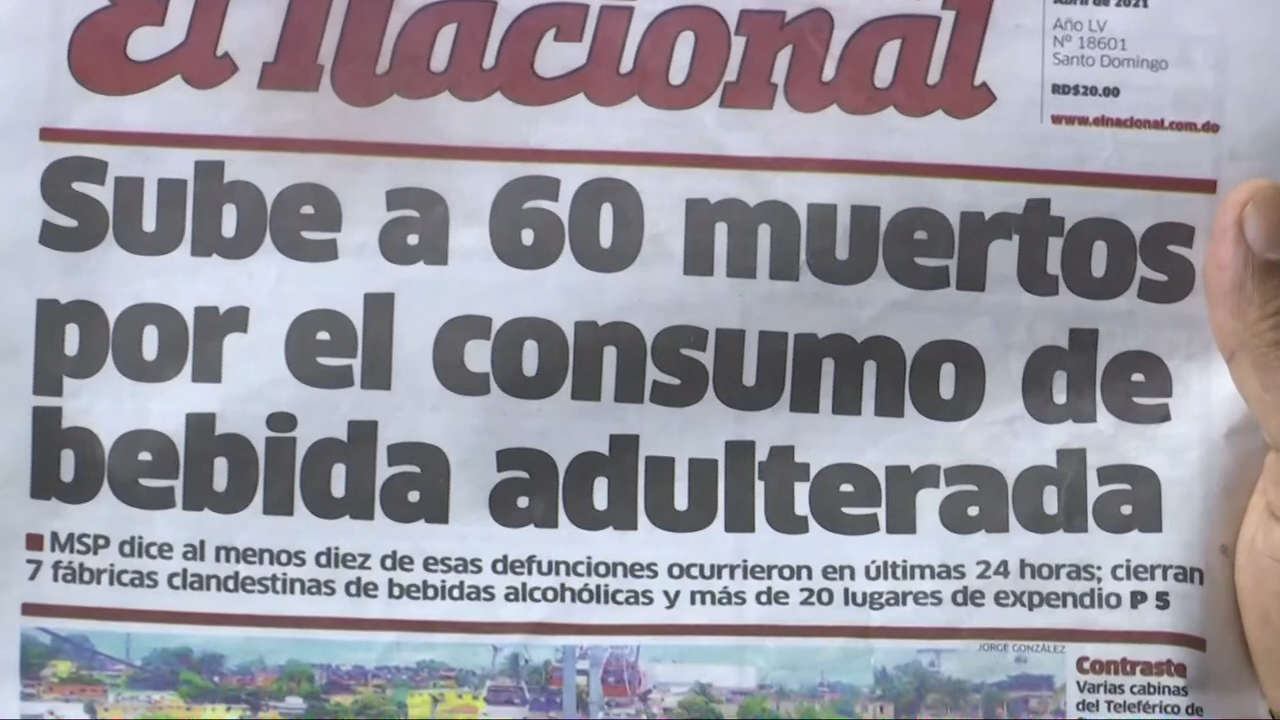 El Nacional
Abril de 2021
Año LV
Nº 18601
Santo Domingo
RD$20.00
www.elnacional.com.do
Sube a 60 muertos
por el consumo de
bebida adulterada
MSP dice al menos diez de esas defunciones ocurrieron en últimas 24 horas; cierran
7 fábricas clandestinas de bebidas alcohólicas y más de 20 lugares de expendio P 5
JORGE GONZÁLEZ
Contraste
Varias cabinas
del Teleférico de